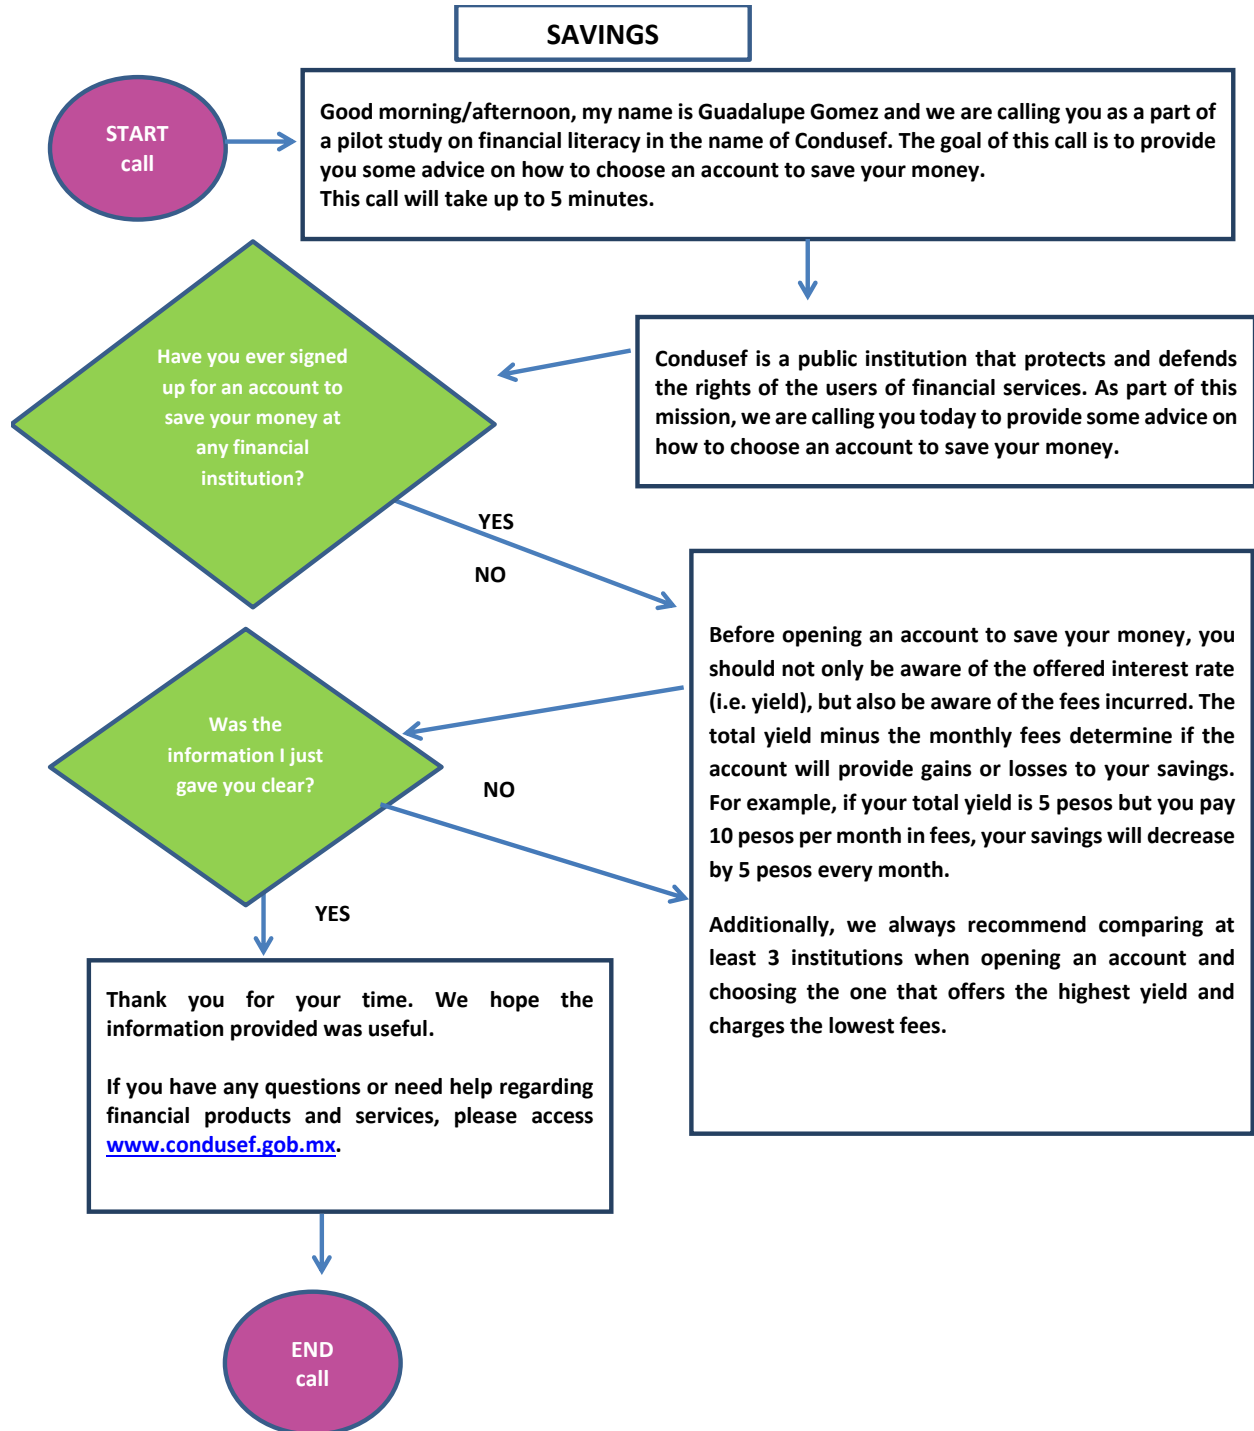 SAVINGS
START
call
Good morning/afternoon, my name is Guadalupe Gomez and we are calling you as a part of
a pilot study on financial literacy in the name of Condusef. The goal of this call is to provide
you some advice on how to choose an account to save your money.
This call will take up to 5 minutes.
Condusef is a public institution that protects and defends
the rights of the users of financial services. As part of this
mission, we are calling you today to provide some advice on
how to choose an account to save your money.
Have you ever signed
up for an account to
save your money at
any financial
institution?
YES
NO
Before opening an account to save your money, you
should not only be aware of the offered interest rate
(i.e. yield), but also be aware of the fees incurred. The
total yield minus the monthly fees determine if the
account will provide gains or losses to your savings.
For example, if your total yield is 5 pesos but you pay
10 pesos per month in fees, your savings will decrease
by 5 pesos every month.
Additionally, we always recommend comparing at
least 3 institutions when opening an account and
choosing the one that offers the highest yield and
charges the lowest fees.
Was the
information I just
gave you clear?
NO
YES
Thank you for your time. We hope the
information provided was useful.
If you have any questions or need help regarding
financial products and services, please access
www.condusef.gob.mx.
END
call